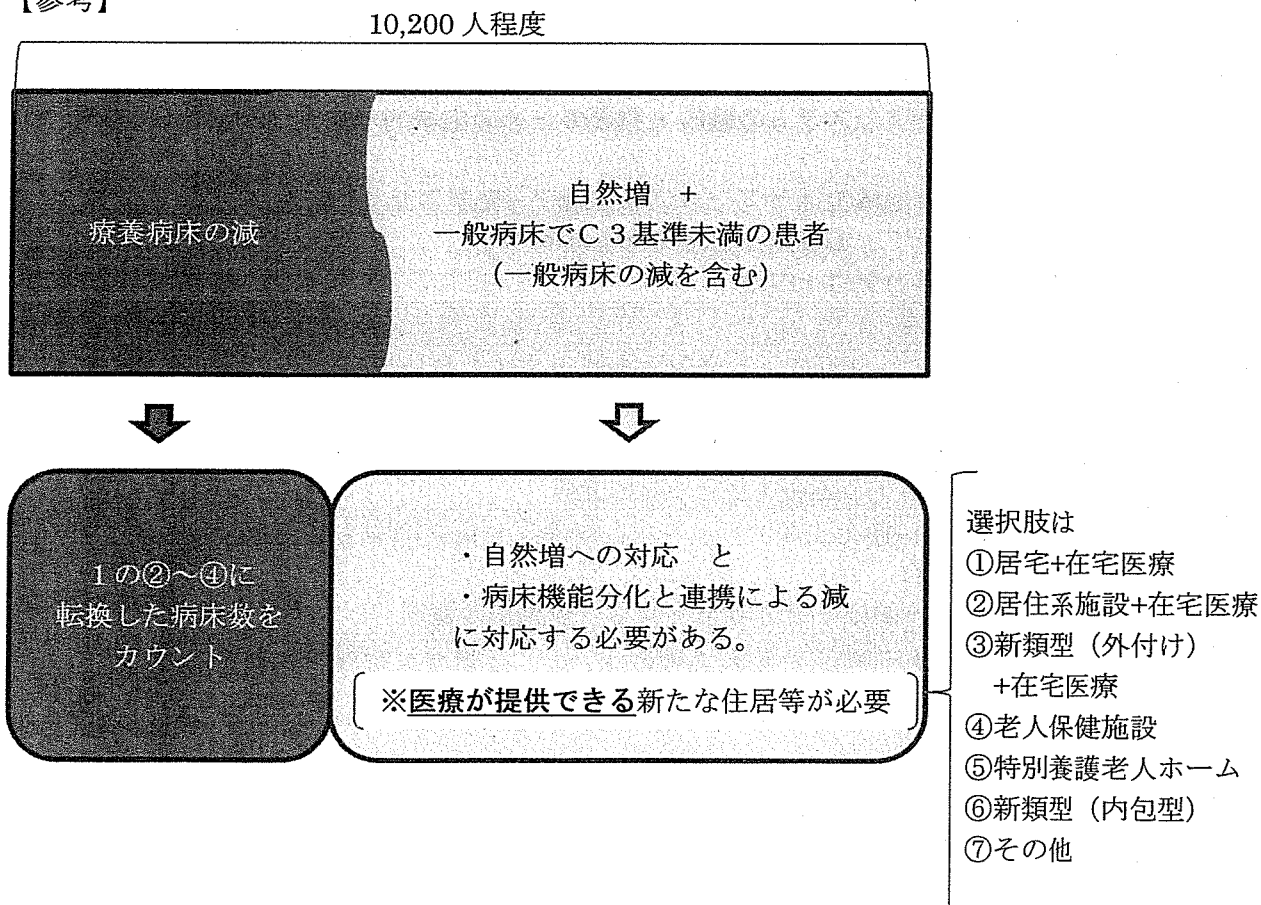 【参考】
10,200 人程度
療養病床の減
自然増 +
一般病床でC3基準未満の患者
(一般病床の減を含む)
1の②~④に
転換した病床数を
カウント
・自然増への対応 と
・病床機能分化と連携による減
に対応する必要がある。
※医療が提供できる新たな住居等が必要
選択肢は
①居宅+在宅医療
②居住系施設+在宅医療
③新類型(外付け)
+在宅医療
④老人保健施設
⑤特別養護老人ホーム
⑥新類型(内包型)
⑦その他